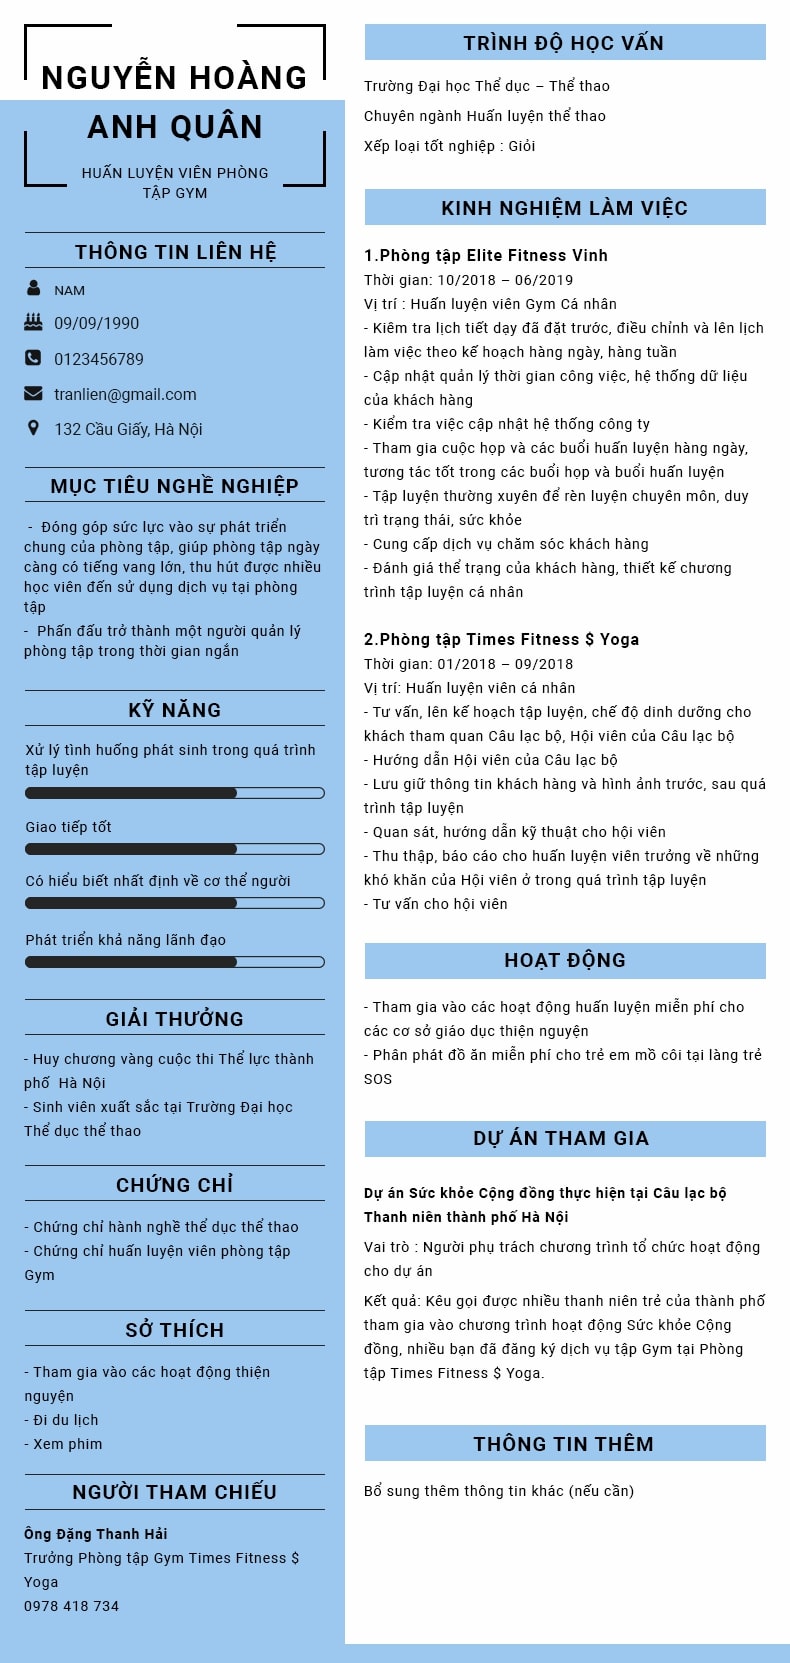 NGUYỄN HOÀNG
ANH QUÂN
HUẤN LUYỆN VIÊN PHÒNG
TẬP GYM
THÔNG TIN LIÊN HỆ
NAM
09/09/1990
0123456789
tranlien@gmail.com
132 Cầu Giấy, Hà Nội
MỤC TIÊU NGHỀ NGHIỆP
- Đóng góp sức lực vào sự phát triển
chung của phòng tập, giúp phòng tập ngày
càng có tiếng vang lớn, thu hút được nhiều
học viên đến sử dụng dịch vụ tại phòng
tập
- Phấn đấu trở thành một người quản lý
phòng tập trong thời gian ngắn
KỸ NĂNG
Xử lý tình huống phát sinh trong quá trình
tập luyện
Giao tiếp tốt
Có hiểu biết nhất định về cơ thể người
Phát triển khả năng lãnh đạo
GIẢI THƯỞNG
- Huy chương vàng cuộc thi Thể lực thành
phố Hà Nội
- Sinh viên xuất sắc tại Trường Đại học
Thể dục thể thao
CHỨNG CHỈ
- Chứng chỉ hành nghề thể dục thể thao
- Chứng chỉ huấn luyện viên phòng tập
Gym
SỞ THÍCH
- Tham gia vào các hoạt động thiện
nguyện
- Đi du lịch
- Xem phim
NGƯỜI THAM CHIẾU
Ông Đặng Thanh Hải
Trưởng Phòng tập Gym Times Fitness $
Yoga
0978 418 734
TRÌNH ĐỘ HỌC VẤN
Trường Đại học Thể dục – Thể thao
Chuyên ngành Huấn luyện thể thao
Xếp loại tốt nghiệp : Giỏi
KINH NGHIỆM LÀM VIỆC
1.Phòng tập Elite Fitness Vinh
Thời gian: 10/2018 – 06/2019
Vị trí : Huấn luyện viên Gym Cá nhân
- Kiêm tra lịch tiết dạy đã đặt trước, điều chỉnh và lên lịch
làm việc theo kế hoạch hàng ngày, hàng tuần
- Cập nhật quản lý thời gian công việc, hệ thống dữ liệu
của khách hàng
- Kiểm tra việc cập nhật hệ thống công ty
- Tham gia cuộc họp và các buổi huấn luyện hàng ngày,
tương tác tốt trong các buổi họp và buổi huấn luyện
- Tập luyện thường xuyên để rèn luyện chuyên môn, duy
trì trạng thái, sức khỏe
- Cung cấp dịch vụ chăm sóc khách hàng
- Đánh giá thể trạng của khách hàng, thiết kế chương
trình tập luyện cá nhân
2.Phòng tập Times Fitness $ Yoga
Thời gian: 01/2018 – 09/2018
Vị trí: Huấn luyện viên cá nhân
- Tư vấn, lên kế hoạch tập luyện, chế độ dinh dưỡng cho
khách tham quan Câu lạc bộ, Hội viên của Câu lạc bộ
- Hướng dẫn Hội viên của Câu lạc bộ
- Lưu giữ thông tin khách hàng và hình ảnh trước, sau quá
trình tập luyện
- Quan sát, hướng dẫn kỹ thuật cho hội viên
- Thu thập, báo cáo cho huấn luyện viên trưởng về những
khó khăn của Hội viên ở trong quá trình tập luyện
- Tư vấn cho hội viên
HOẠT ĐỘNG
- Tham gia vào các hoạt động huấn luyện miễn phí cho
các cơ sở giáo dục thiện nguyện
- Phân phát đồ ăn miễn phí cho trẻ em mồ côi tại làng trẻ
SOS
DỰ ÁN THAM GIA
Dự án Sức khỏe Cộng đồng thực hiện tại Câu lạc bộ
Thanh niên thành phố Hà Nội
Vai trò : Người phụ trách chương trình tổ chức hoạt động
cho dự án
Kết quả: Kêu gọi được nhiều thanh niên trẻ của thành phố
tham gia vào chương trình hoạt động Sức khỏe Cộng
đồng, nhiều bạn đã đăng ký dịch vụ tập Gym tại Phòng
tập Times Fitness $ Yoga.
THÔNG TIN THÊM
Bổ sung thêm thông tin khác (nếu cần)